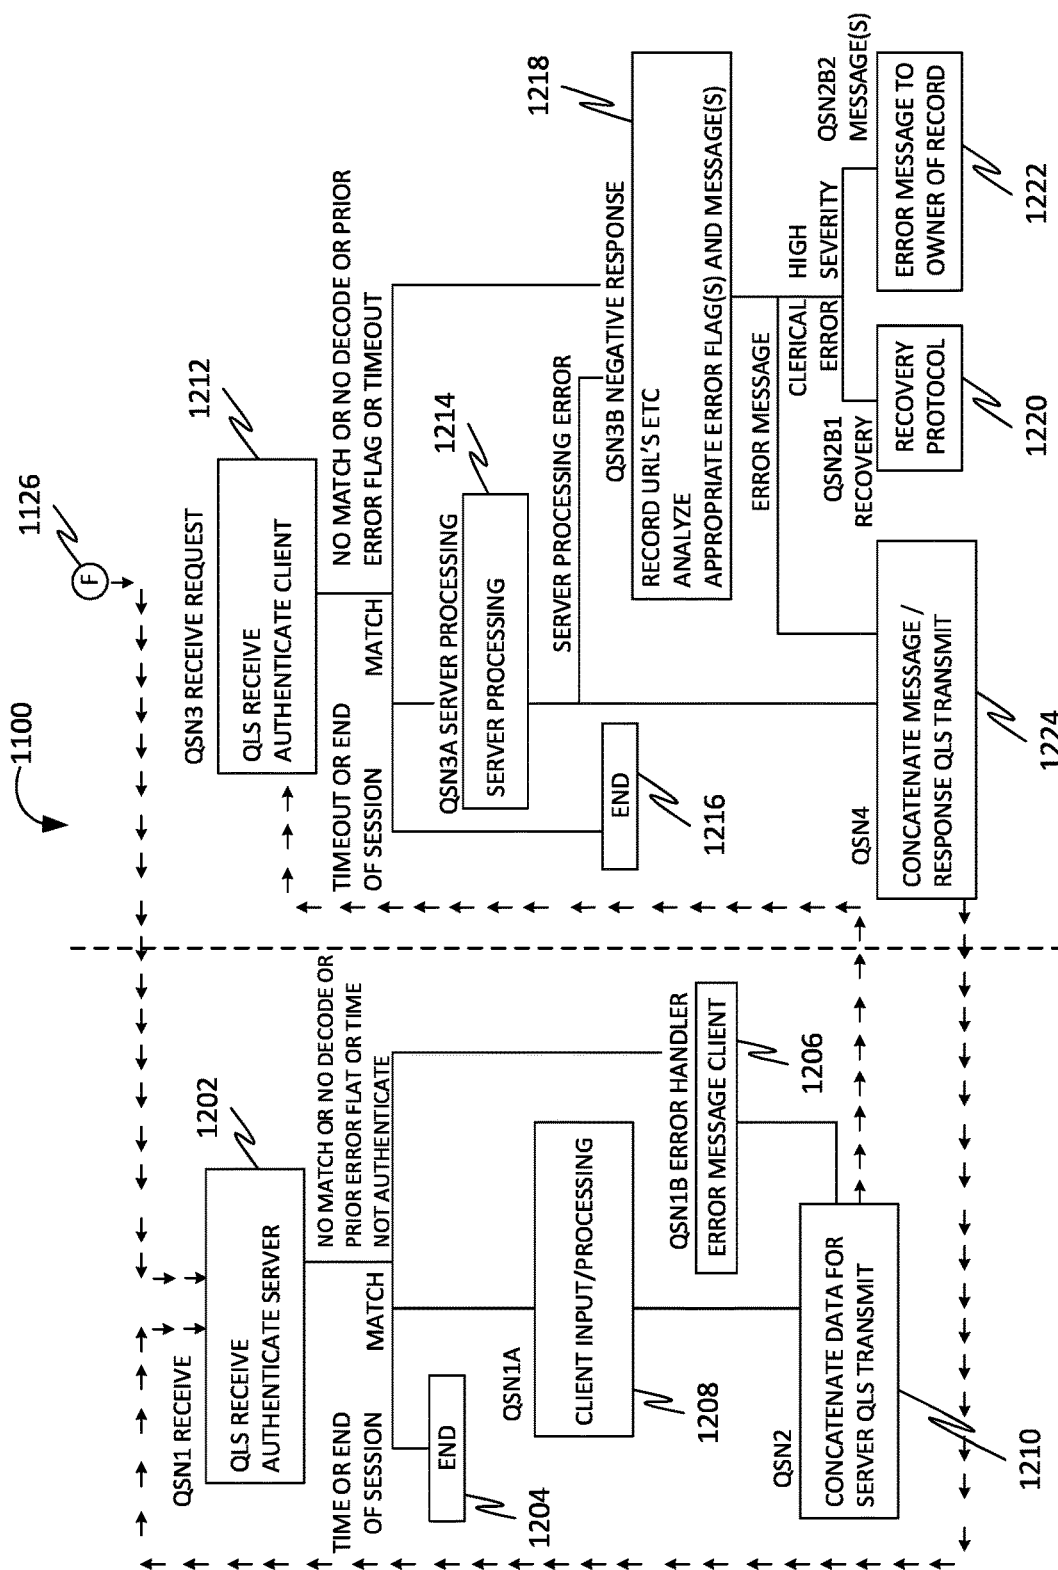 1100
F
1126
QSN1 RECEIVE
QLS RECEIVE
AUTHENTICATE SERVER
1202
TIME OR END
OF SESSION
MATCH
NO MATCH OR NO DECODE OR
PRIOR ERROR FLAT OR TIME
NOT AUTHENTICATE
END
1204
QSN1A
CLIENT INPUT/PROCESSING
1208
QSN1B ERROR HANDLER
ERROR MESSAGE CLIENT
1206
QSN2
CONCATENATE DATA FOR
SERVER QLS TRANSMIT
1210
QSN3 RECEIVE REQUEST
QLS RECEIVE
AUTHENTICATE CLIENT
1212
TIMEOUT OR END
OF SESSION
MATCH
NO MATCH OR NO DECODE OR PRIOR
ERROR FLAG OR TIMEOUT
QSN3A SERVER PROCESSING
SERVER PROCESSING
1214
END
1216
SERVER PROCESSING ERROR
QSN3B NEGATIVE RESPONSE
RECORD URL'S ETC
ANALYZE
APPROPRIATE ERROR FLAG(S) AND MESSAGE(S)
1218
ERROR MESSAGE
CLERICAL
ERROR
HIGH
SEVERITY
QSN2B1
RECOVERY
RECOVERY
PROTOCOL
1220
QSN2B2
MESSAGE(S)
ERROR MESSAGE TO
OWNER OF RECORD
1222
QSN4
CONCATENATE MESSAGE /
RESPONSE QLS TRANSMIT
1224